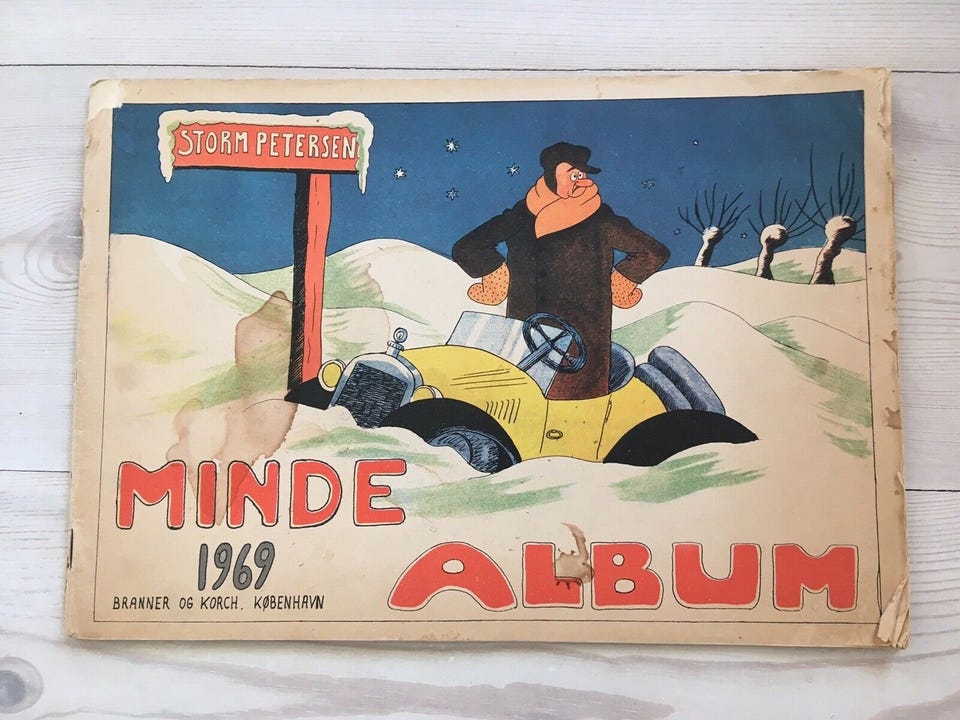 STORM PETERSEN
MINDE
1969
ALBUM
BRANNER OG KORCH. KØBENHAVN